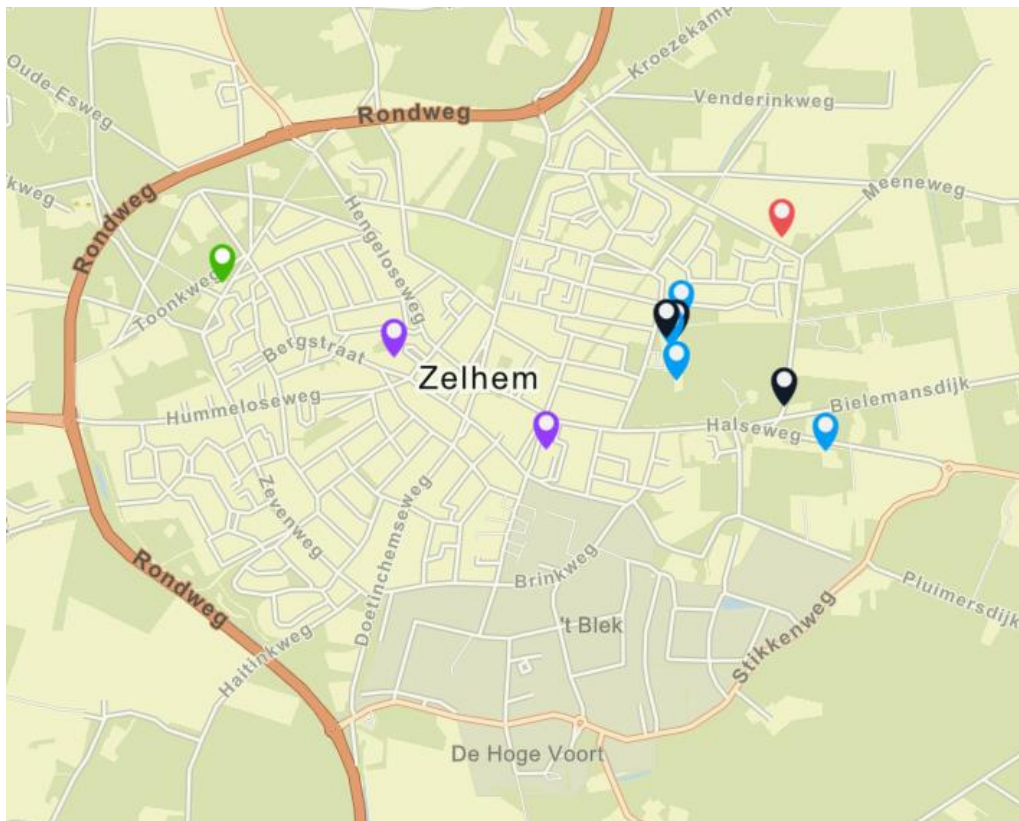 Kroezekamp
Oude-Esweg
Venderinkweg
Rondweg
kweg
Meeneweg
Rondweg
Hengeloseweg
Toonkweg
Bergstraat
Zelhem
Bielemansdijk
Hummeloseweg
Halseweg
Zevenweg
Doetinchemseweg
Rondweg
Brinkweg
Pluimersdijk
't Blek
Stikkenweg
Haitinkweg
De Hoge Voort